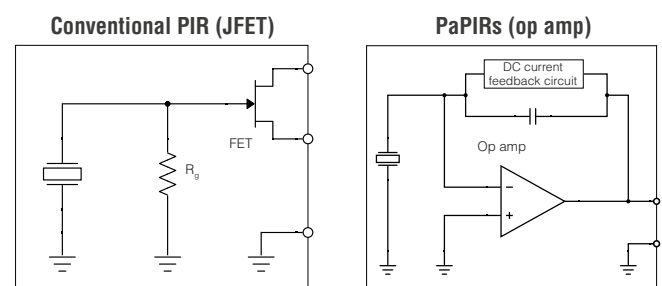 Conventional PIR (JFET)
FET
Rg
PaPIRs (op amp)
DC current
feedback circuit
Op amp
−
+